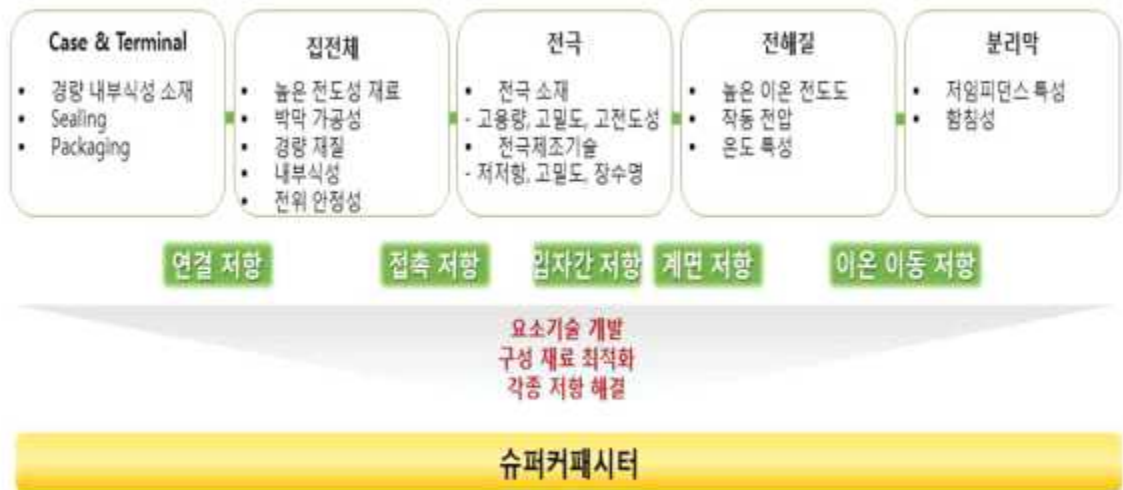 Case & Terminal
• 경량 내부식성 소재
• Sealing
• Packaging
집전체
• 높은 전도성 재료
• 박막 가공성
• 경량 재질
• 내부식성
• 전위 안정성
전극
• 전극 소재
- 고용량, 고밀도, 고전도성
• 전극제조기술
- 저저항, 고밀도, 장수명
전해질
• 높은 이온 전도도
• 작동 전압
• 온도 특성
분리막
• 저임피던스 특성
• 함침성
연결 저항
접촉 저항
입자간 저항
계면 저항
이온 이동 저항
요소기술 개발
구성 재료 최적화
각종 저항 해결
슈퍼커패시터